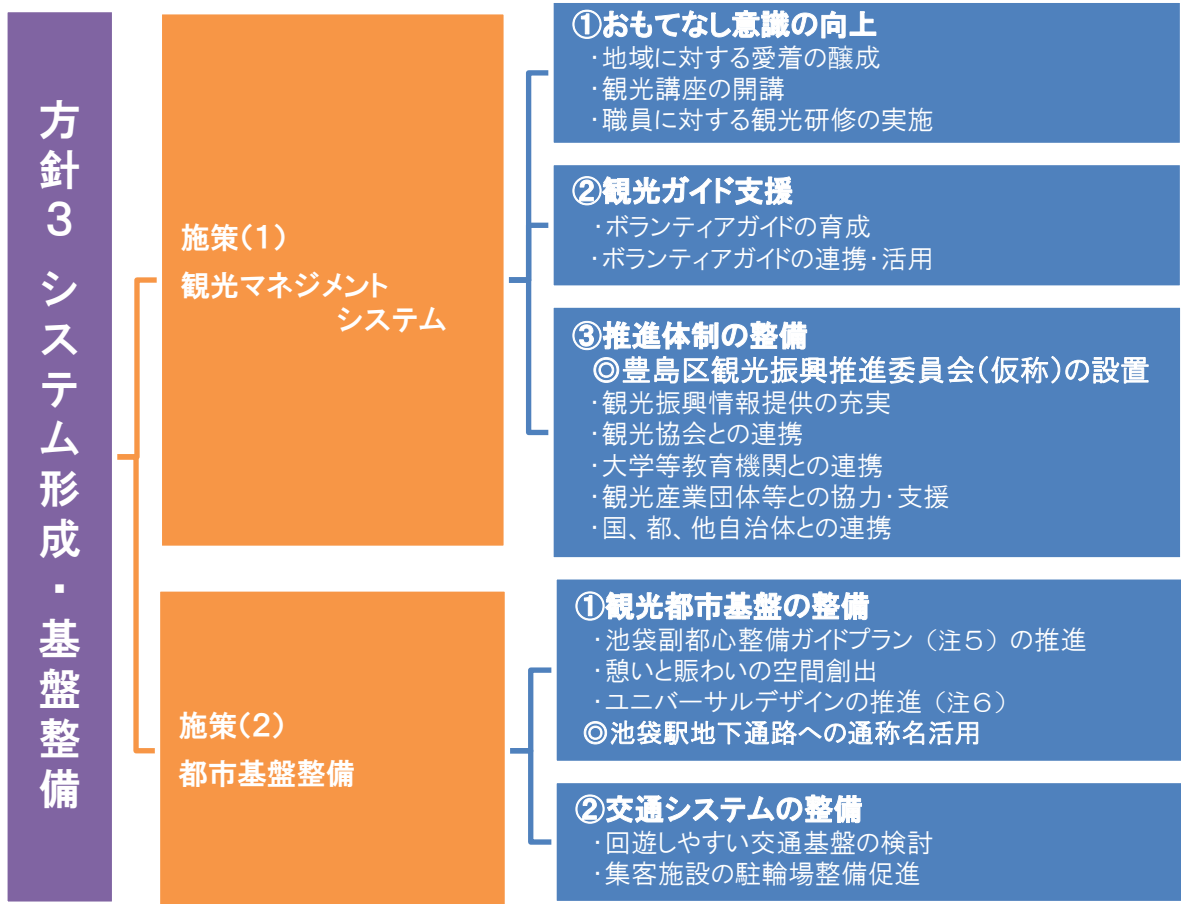 方針3 システム形成・基盤整備
施策(1)
観光マネジメント
システム
①おもてなし意識の向上
・地域に対する愛着の醸成
・観光講座の開講
・職員に対する観光研修の実施
②観光ガイド支援
・ボランティアガイドの育成
・ボランティアガイドの連携・活用
③推進体制の整備
◎豊島区観光振興推進委員会(仮称)の設置
・観光振興情報提供の充実
・観光協会との連携
・大学等教育機関との連携
・観光産業団体等との協力・支援
・国、都、他自治体との連携
施策(2)
都市基盤整備
①観光都市基盤の整備
・池袋副都心整備ガイドプラン(注5)の推進
・憩いと賑わいの空間創出
・ユニバーサルデザインの推進(注6)
◎池袋駅地下通路への通称名活用
②交通システムの整備
・回遊しやすい交通基盤の検討
・集客施設の駐輪場整備促進